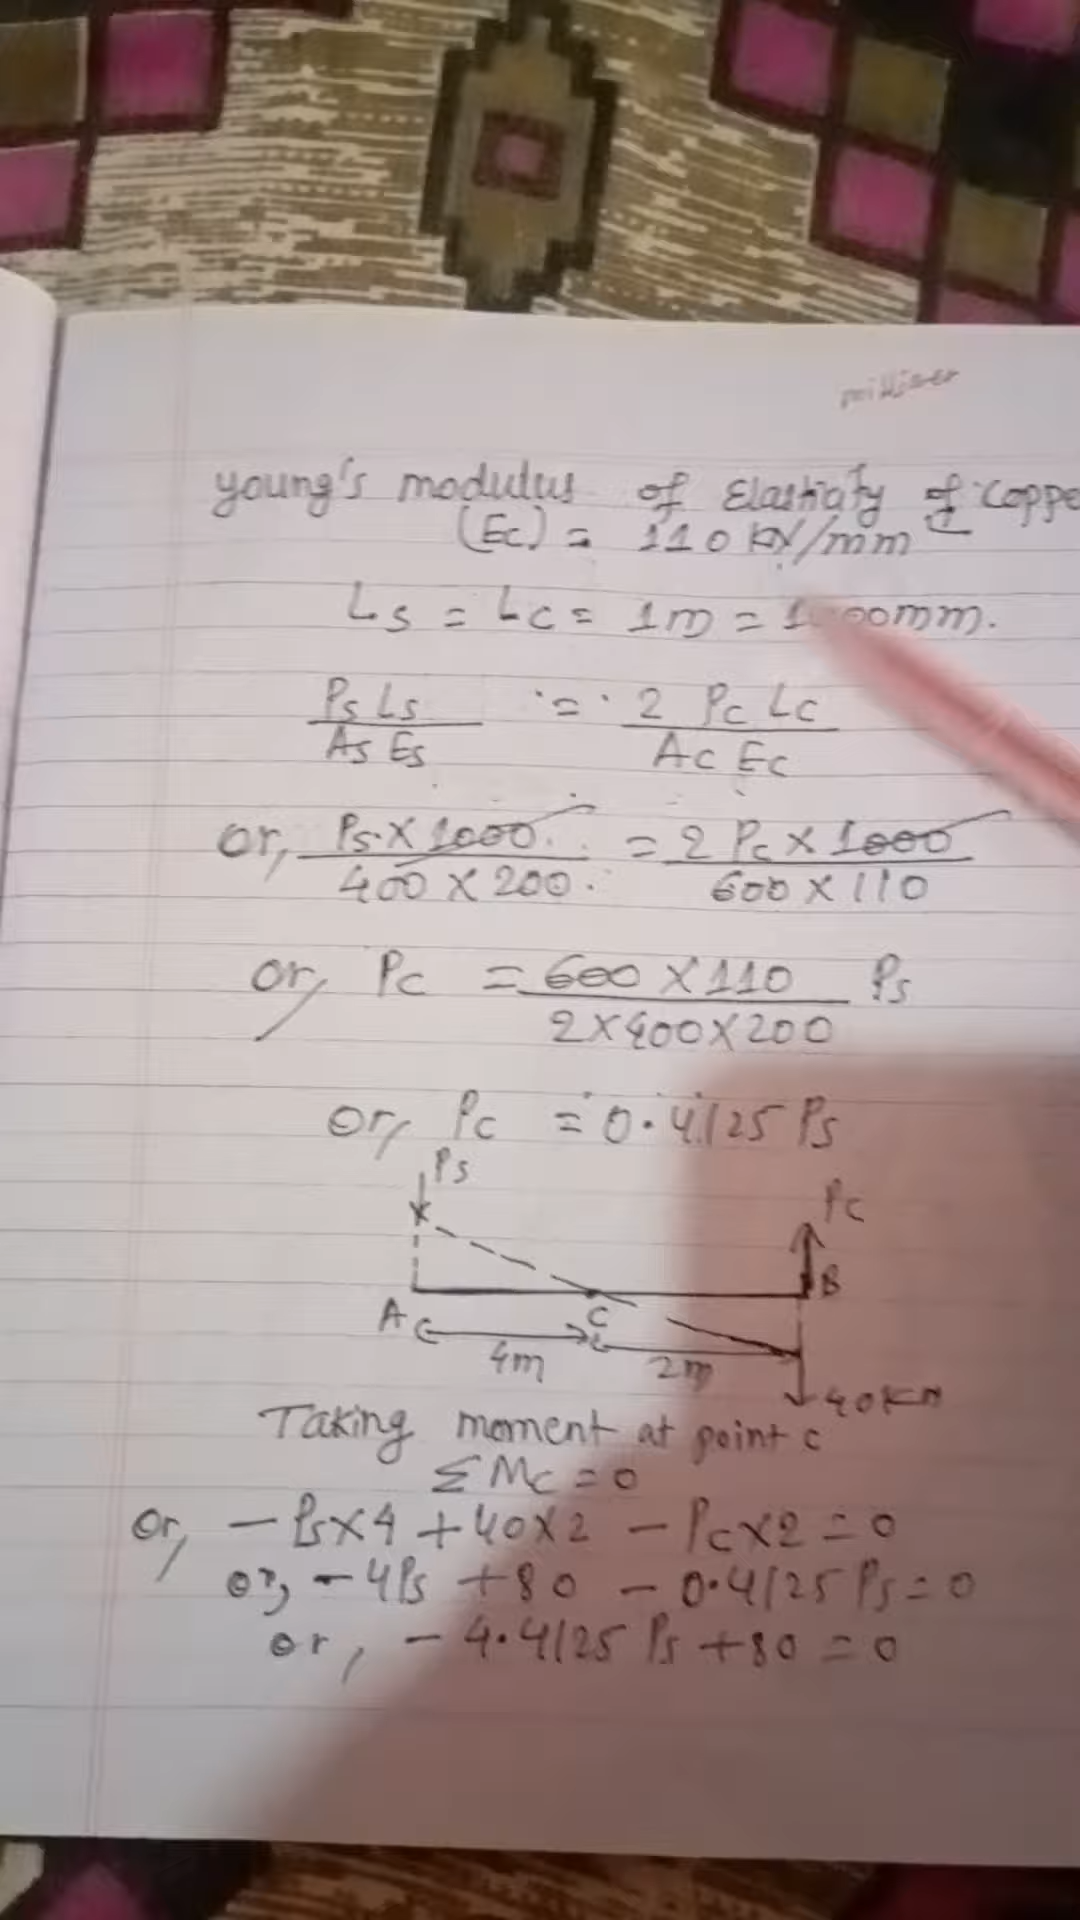 young's modulus of Elasticity of Coppe
(Ec) = 110 KN/mm
Ls = Lc = 1m = 1000mm.
Ps Ls / As Es = 2 Pc Lc / Ac Ec
or, Ps × 1000 / 400 × 200 = 2 Pc × 1000 / 600 × 110
or, Pc = 600 × 110 / 2×400×200 Ps
or, Pc = 0.4125 Ps
Ps
Pc
A C B
4m 2m
40KN
Taking moment at point c
ΣMc = 0
or, - Ps×4 + 40×2 - Pc×2 = 0
or, - 4Ps + 80 - 0.4125 Ps = 0
or, - 4.4125 Ps + 80 = 0